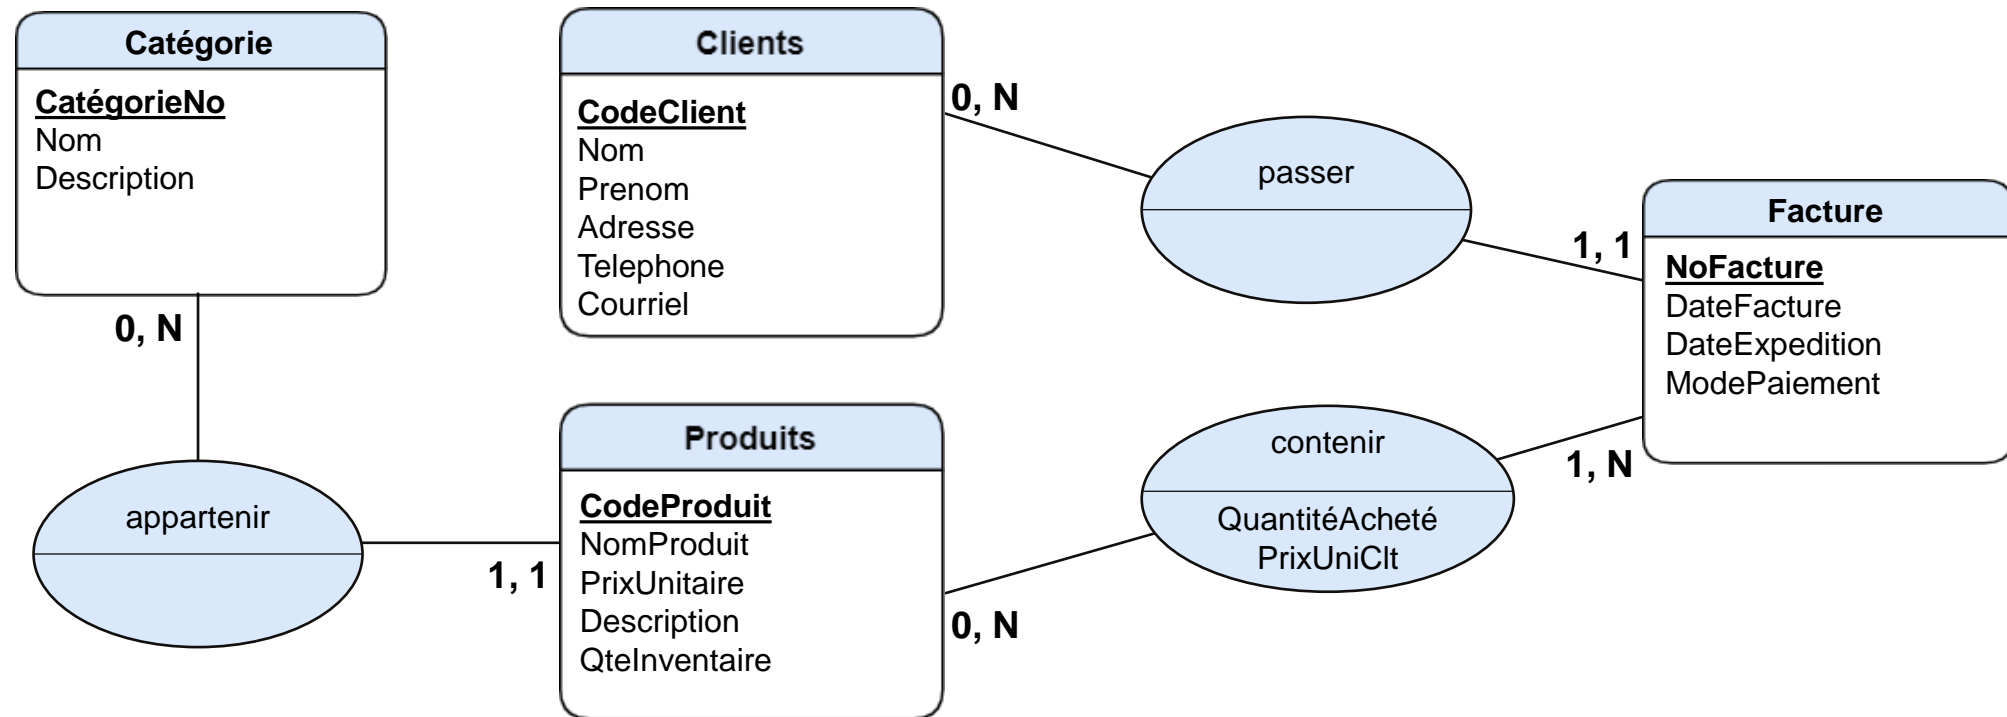 Catégorie
CatégorieNo
Nom
Description
0, N
appartenir
1, 1
Clients
CodeClient
Nom
Prenom
Adresse
Telephone
Courriel
0, N
passer
1, 1
Facture
NoFacture
DateFacture
DateExpedition
ModePaiement
1, N
contenir
QuantitéAcheté
PrixUniClt
0, N
Produits
CodeProduit
NomProduit
PrixUnitaire
Description
QteInventaire